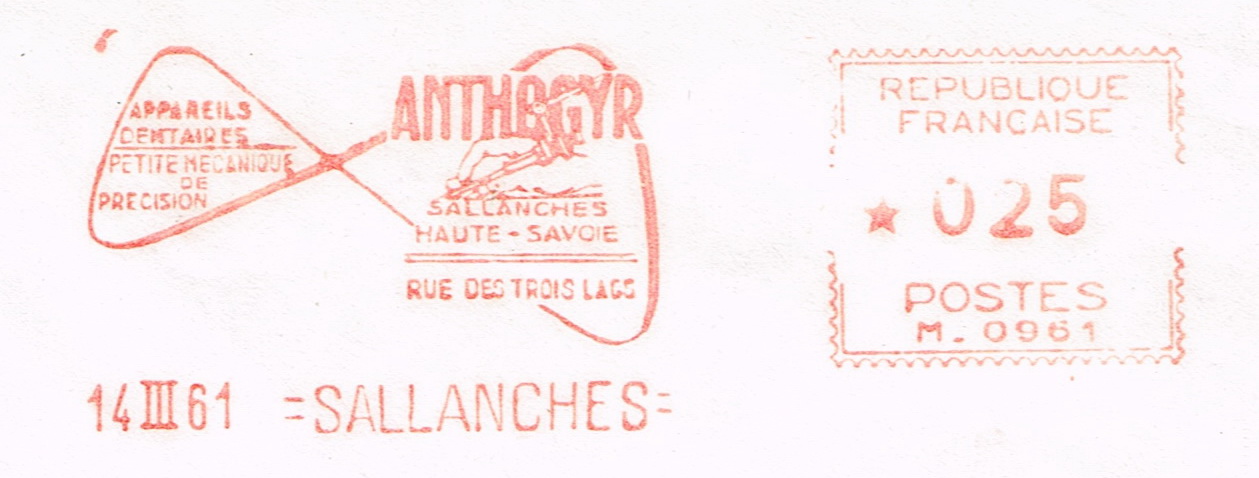 APPAREILS
DENTAIRES
PETITE MECANIQUE
DE
PRECISION
ANTHOGYR
SALLANCHES
HAUTE-SAVOIE
RUE DES TROIS LACS
14 III 61 =SALLANCHES=
REPUBLIQUE
FRANÇAISE
★ 025
POSTES
M. 0961